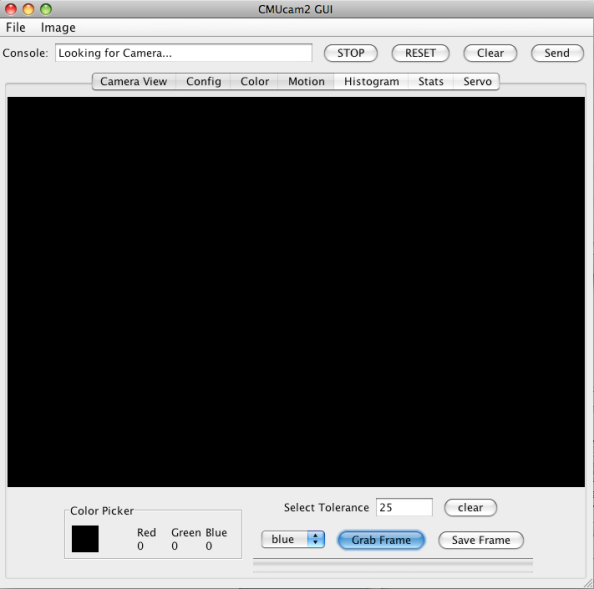 CMUcam2 GUI
File Image
Console: Looking for Camera... STOP RESET Clear Send
Camera View Config Color Motion Histogram Stats Servo
Select Tolerance 25 clear
Color Picker
Red Green Blue
0 0 0
blue Grab Frame Save Frame